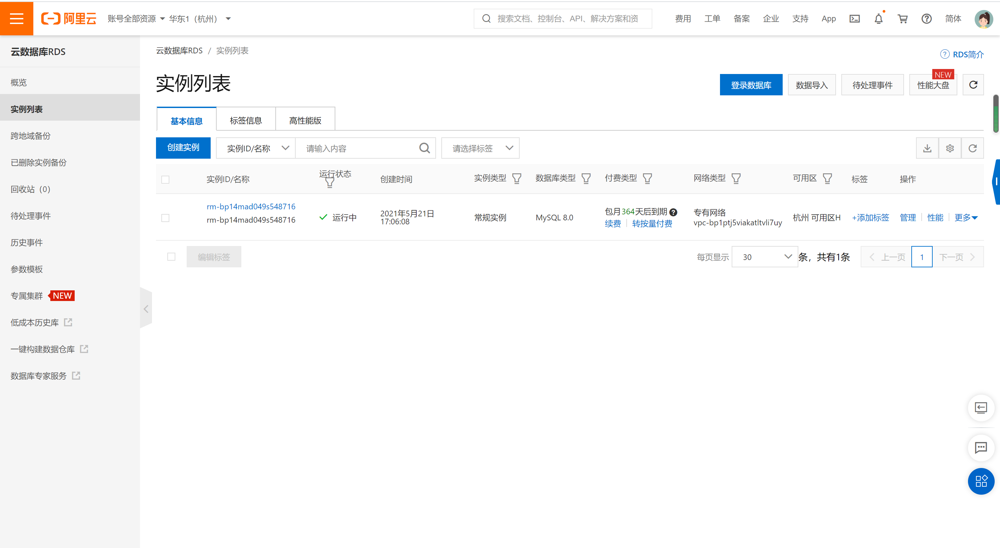 阿里云 账号全部资源 华东1（杭州） 搜索文档、控制台、API、解决方案和资 费用 工单 备案 企业 支持 App 简体
云数据库RDS
概览
实例列表
跨地域备份
已删除实例备份
回收站（0）
待处理事件
历史事件
参数模板
专属集群 NEW
低成本历史库
一键构建数据仓库
数据库专家服务
云数据库RDS / 实例列表
? RDS简介
实例列表
登录数据库 数据导入 待处理事件 性能大盘 NEW
基本信息 标签信息 高性能版
创建实例 实例ID/名称 请输入内容 请选择标签
实例ID/名称 运行状态 创建时间 实例类型 数据库类型 付费类型 网络类型 可用区 标签 操作
rm-bp14mad049s548716
rm-bp14mad049s548716
运行中
2021年5月21日
17:06:08
常规实例
MySQL 8.0
包月364天后到期 ?
续费 转按量付费
专有网络
vpc-bp1ptj5viakatltvli7uy
杭州 可用区H
+添加标签
管理 性能 更多
编辑标签 每页显示 30 条，共有1条 上一页 1 下一页